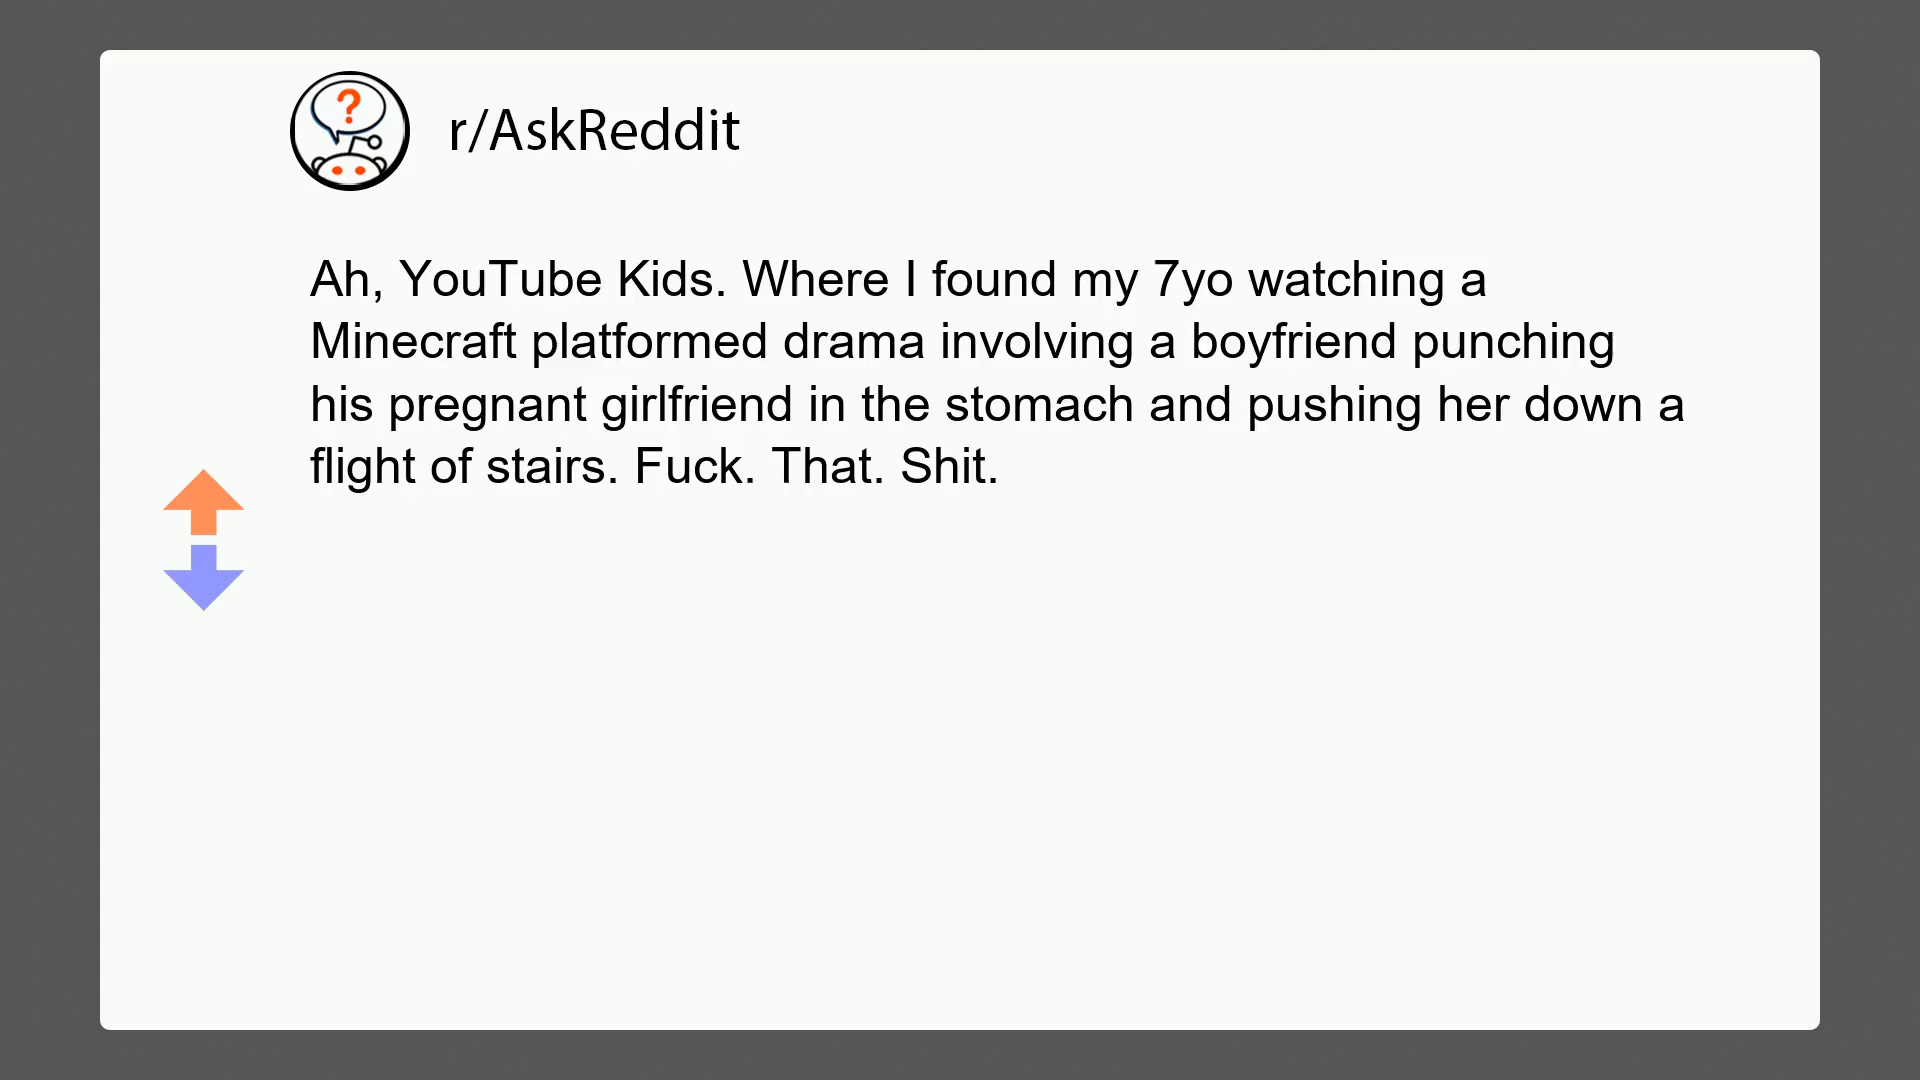 r/AskReddit
Ah, YouTube Kids. Where I found my 7yo watching a
Minecraft platformed drama involving a boyfriend punching
his pregnant girlfriend in the stomach and pushing her down a
flight of stairs. Fuck. That. Shit.